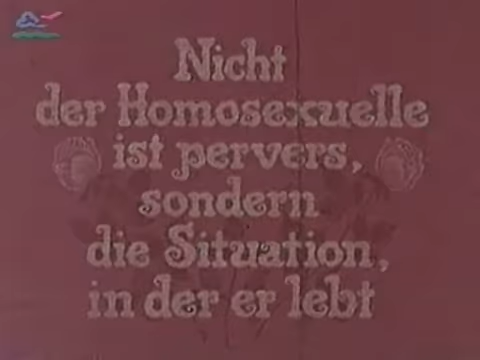 Nicht
der Homosexuelle
ist pervers,
sondern
die Situation,
in der er lebt